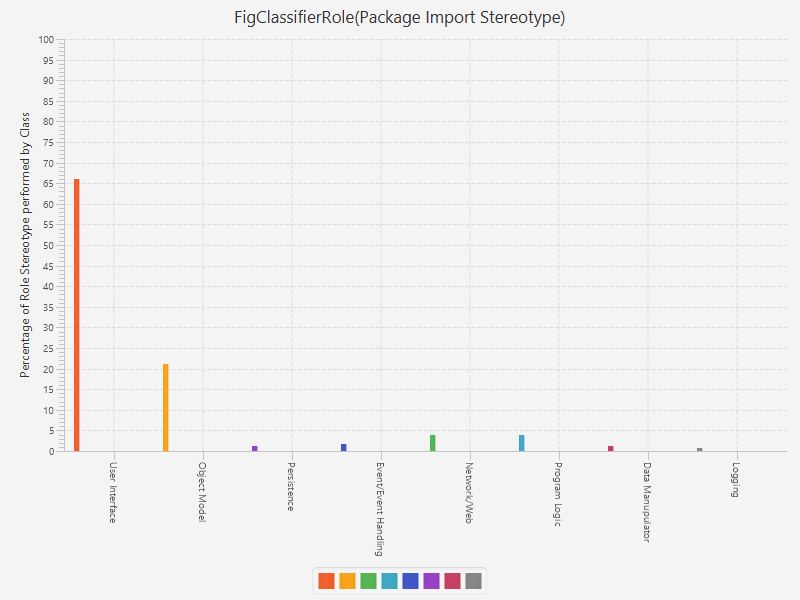 FigClassifierRole(Package Import Stereotype)
Percentage of Role Stereotype performed by Class
100
95
90
85
80
75
70
65
60
55
50
45
40
35
30
25
20
15
10
5
0
User Interface
Object Model
Persistence
Event/Event Handling
Network/Web
Program Logic
Data Manupulator
Logging